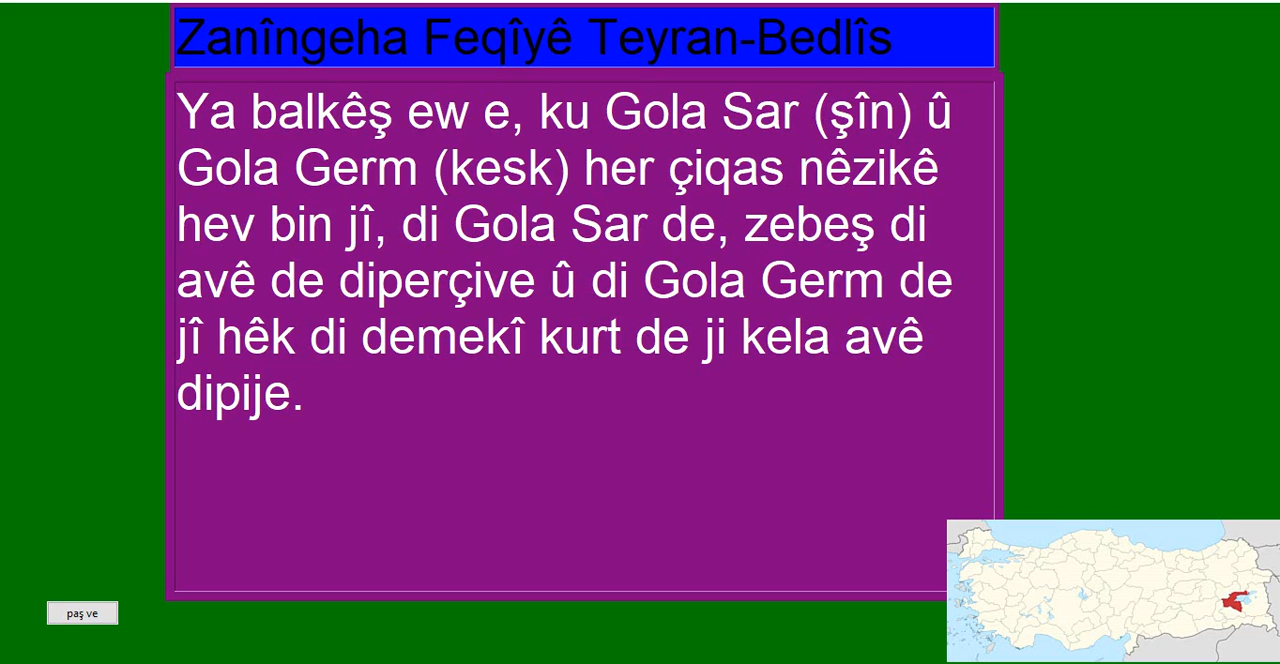 Zanîngeha Feqîyê Teyran-Bedlîs
Ya balkêş ew e, ku Gola Sar (şîn) û
Gola Germ (kesk) her çiqas nêzikê
hev bin jî, di Gola Sar de, zebeş di
avê de diperçive û di Gola Germ de
jî hêk di demekî kurt de ji kela avê
dipije.
paş ve